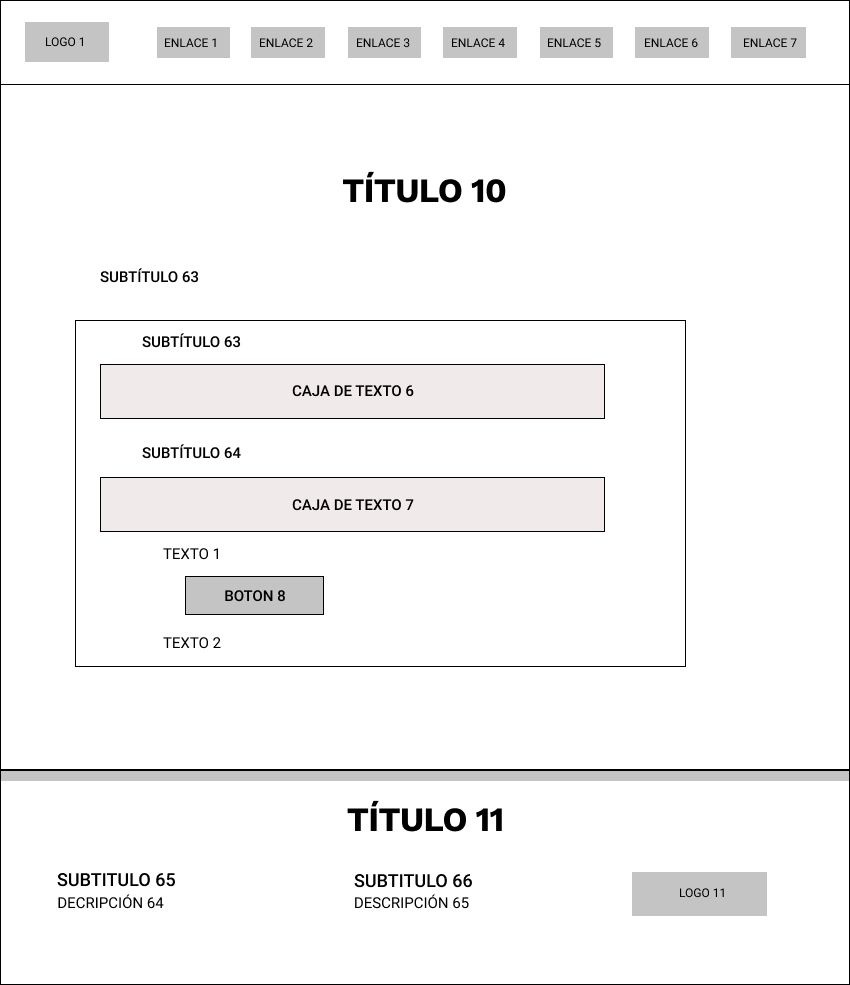 LOGO 1
ENLACE 1
ENLACE 2
ENLACE 3
ENLACE 4
ENLACE 5
ENLACE 6
ENLACE 7
TÍTULO 10
SUBTÍTULO 63
SUBTÍTULO 63
CAJA DE TEXTO 6
SUBTÍTULO 64
CAJA DE TEXTO 7
TEXTO 1
BOTON 8
TEXTO 2
TÍTULO 11
SUBTITULO 65
DECRIPCIÓN 64
SUBTITULO 66
DESCRIPCIÓN 65
LOGO 11